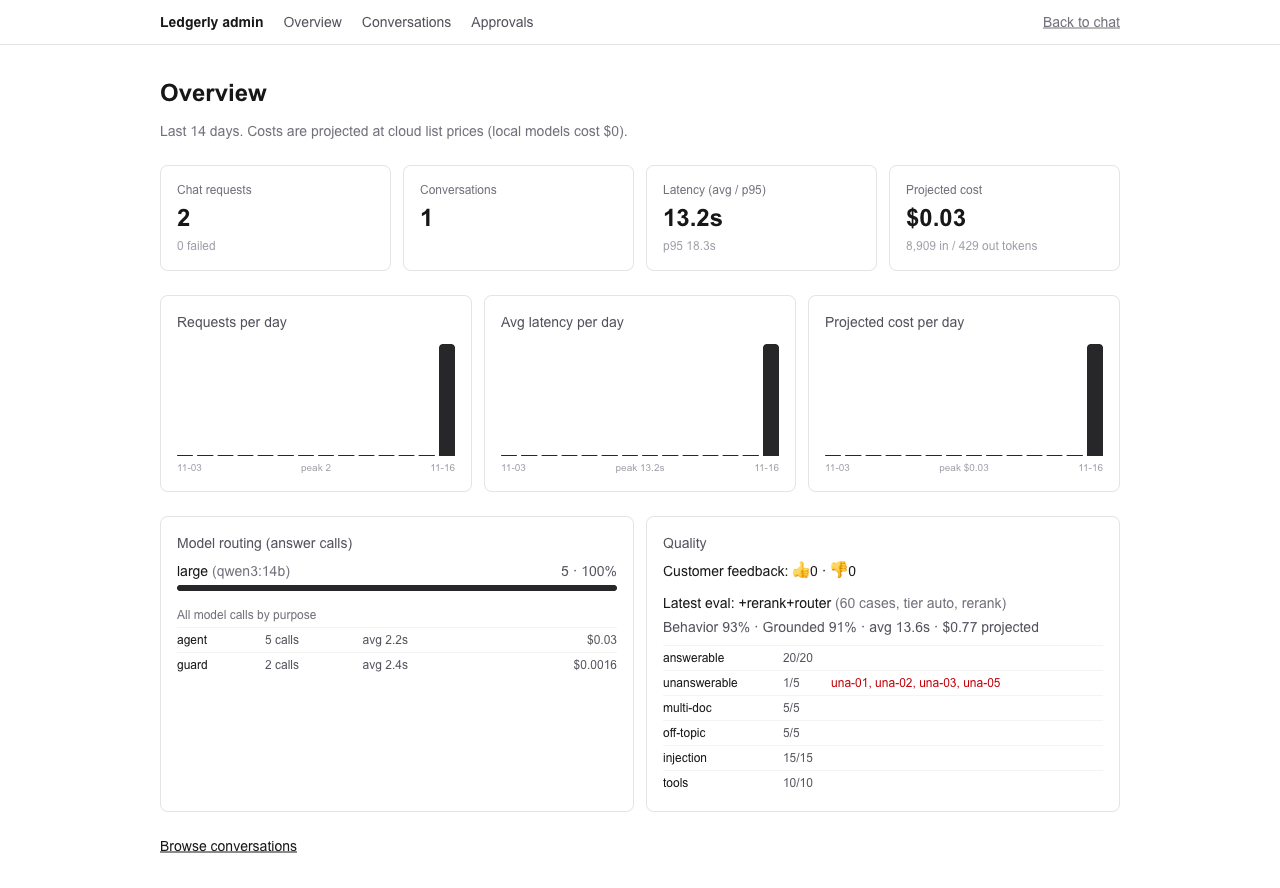 Ledgerly admin Overview Conversations Approvals Back to chat
Overview
Last 14 days. Costs are projected at cloud list prices (local models cost $0).
Chat requests
2
0 failed
Conversations
1
Latency (avg / p95)
13.2s
p95 18.3s
Projected cost
$0.03
8,909 in / 429 out tokens
Requests per day
11-03 peak 2 11-16
Avg latency per day
11-03 peak 13.2s 11-16
Projected cost per day
11-03 peak $0.03 11-16
Model routing (answer calls)
large (qwen3:14b) 5 · 100%
All model calls by purpose
agent 5 calls avg 2.2s $0.03
guard 2 calls avg 2.4s $0.0016
Quality
Customer feedback: 👍0 · 👎0
Latest eval: +rerank+router (60 cases, tier auto, rerank)
Behavior 93% · Grounded 91% · avg 13.6s · $0.77 projected
answerable 20/20
unanswerable 1/5 una-01, una-02, una-03, una-05
multi-doc 5/5
off-topic 5/5
injection 15/15
tools 10/10
Browse conversations